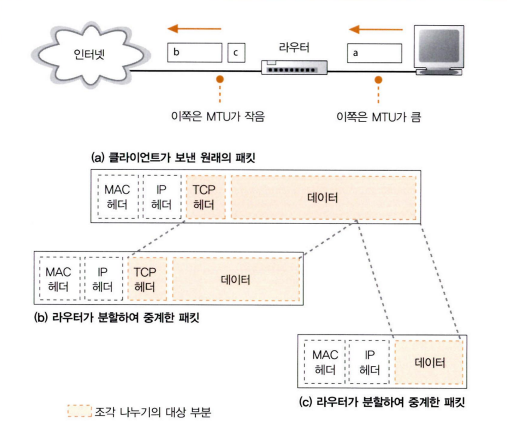 인터넷
b
c
라우터
a
이쪽은 MTU가 작음
이쪽은 MTU가 큼
(a) 클라이언트가 보낸 원래의 패킷
MAC
헤더
IP
헤더
TCP
헤더
데이터
MAC
헤더
IP
헤더
TCP
헤더
데이터
(b) 라우터가 분할하여 중계한 패킷
MAC
헤더
IP
헤더
데이터
(c) 라우터가 분할하여 중계한 패킷
조각 나누기의 대상 부분